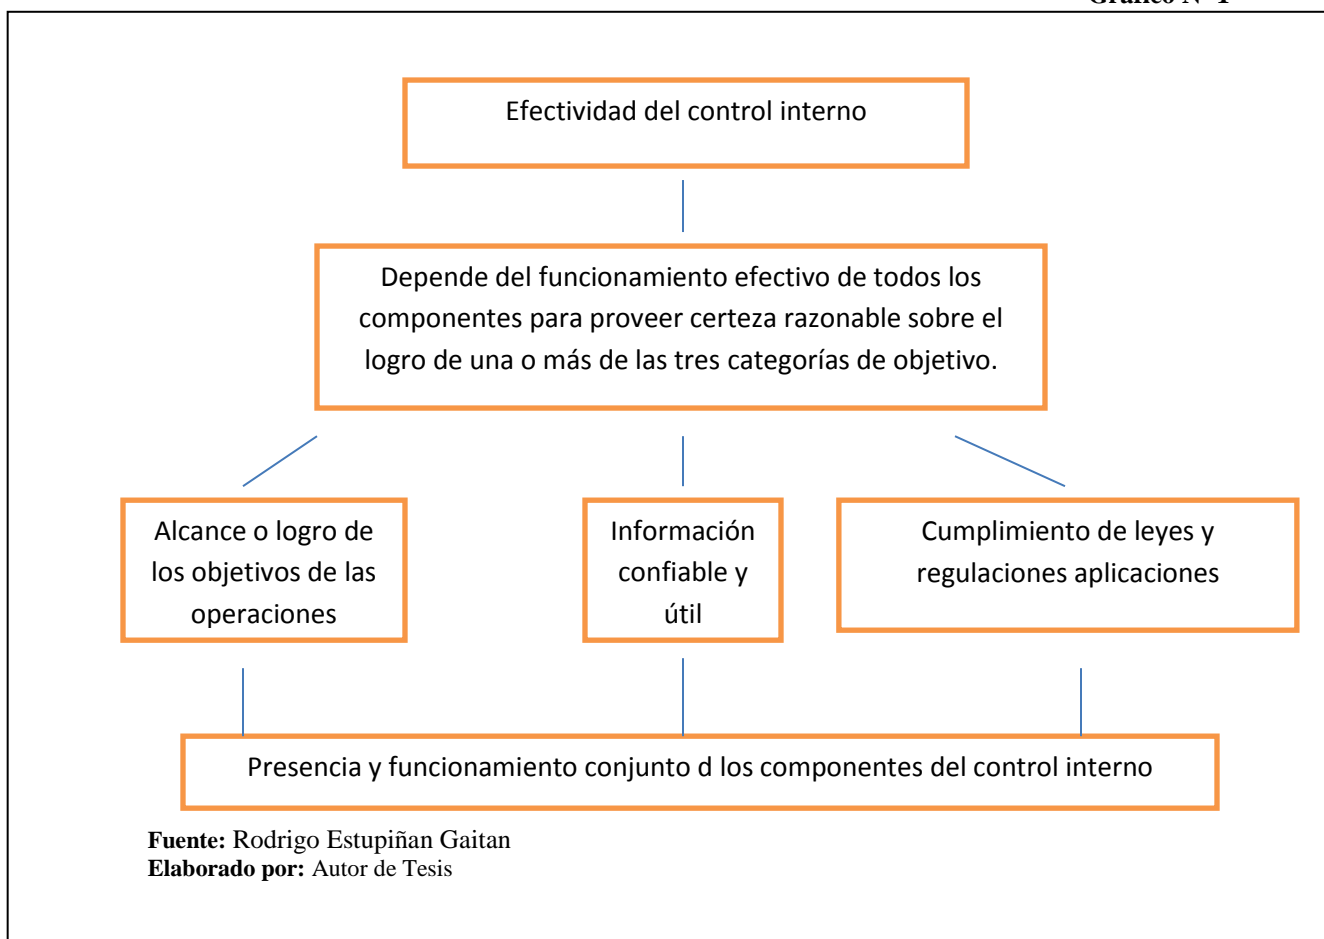 Gráfico N° 1
Efectividad del control interno
Depende del funcionamiento efectivo de todos los
componentes para proveer certeza razonable sobre el
logro de una o más de las tres categorías de objetivo.
Alcance o logro de
los objetivos de las
operaciones
Información
confiable y
útil
Cumplimiento de leyes y
regulaciones aplicaciones
Presencia y funcionamiento conjunto d los componentes del control interno
Fuente: Rodrigo Estupiñan Gaitan
Elaborado por: Autor de Tesis